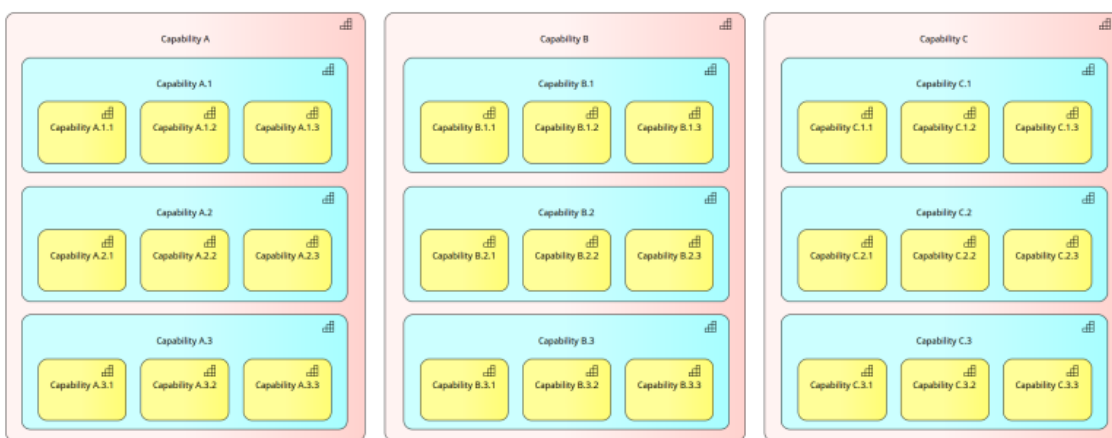 Capability A
Capability A.1
Capability A.1.1
Capability A.1.2
Capability A.1.3
Capability A.2
Capability A.2.1
Capability A.2.2
Capability A.2.3
Capability A.3
Capability A.3.1
Capability A.3.2
Capability A.3.3
Capability B
Capability B.1
Capability B.1.1
Capability B.1.2
Capability B.1.3
Capability B.2
Capability B.2.1
Capability B.2.2
Capability B.2.3
Capability B.3
Capability B.3.1
Capability B.3.2
Capability B.3.3
Capability C
Capability C.1
Capability C.1.1
Capability C.1.2
Capability C.1.3
Capability C.2
Capability C.2.1
Capability C.2.2
Capability C.2.3
Capability C.3
Capability C.3.1
Capability C.3.2
Capability C.3.3